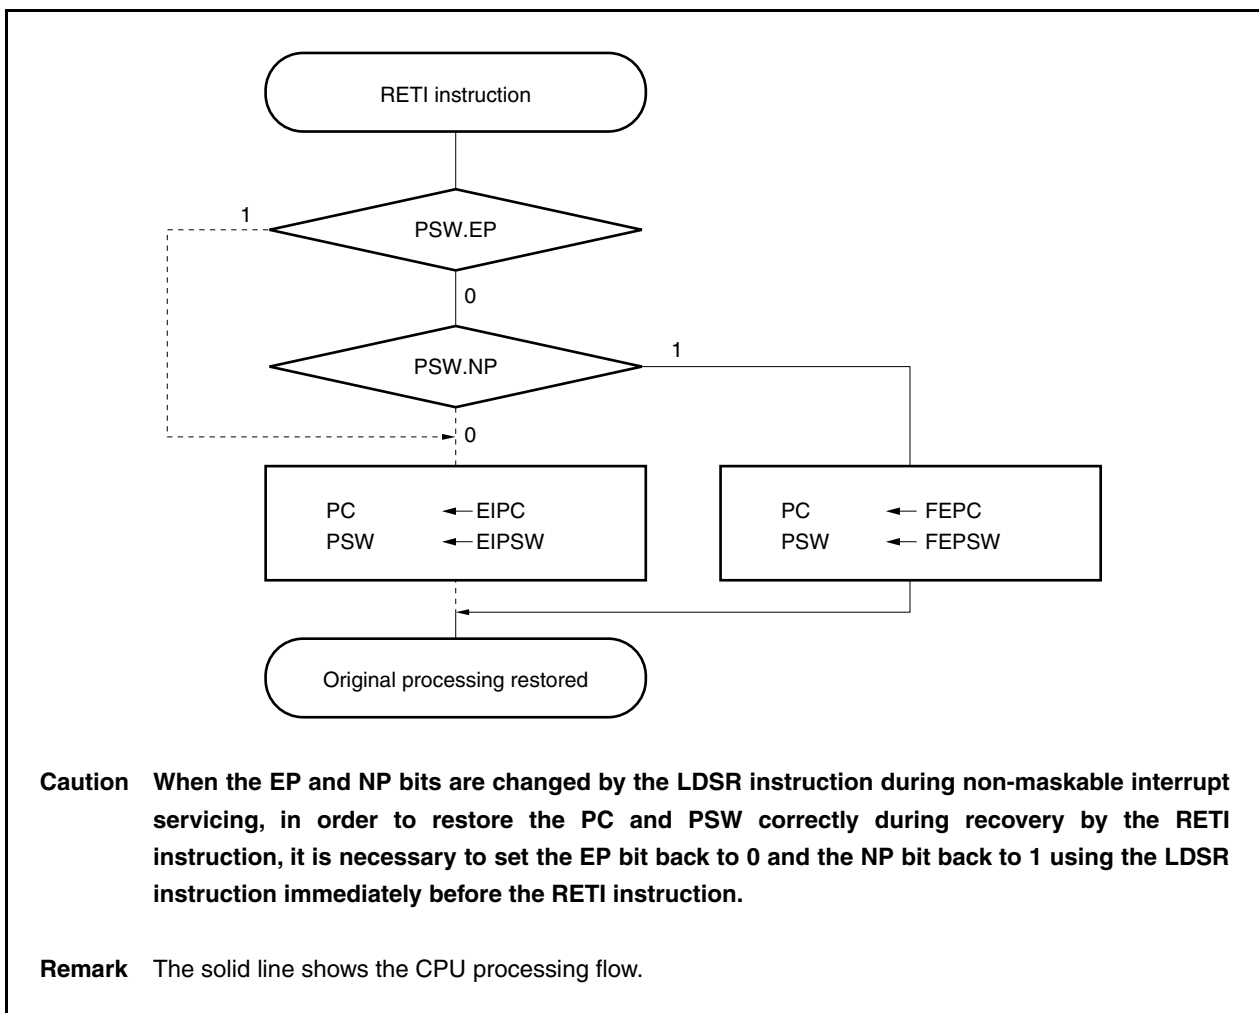 RETI instruction
1
PSW.EP
0
PSW.NP
1
0
PC ← EIPC
PSW ← EIPSW
PC ← FEPC
PSW ← FEPSW
Original processing restored
Caution When the EP and NP bits are changed by the LDSR instruction during non-maskable interrupt
servicing, in order to restore the PC and PSW correctly during recovery by the RETI
instruction, it is necessary to set the EP bit back to 0 and the NP bit back to 1 using the LDSR
instruction immediately before the RETI instruction.
Remark The solid line shows the CPU processing flow.